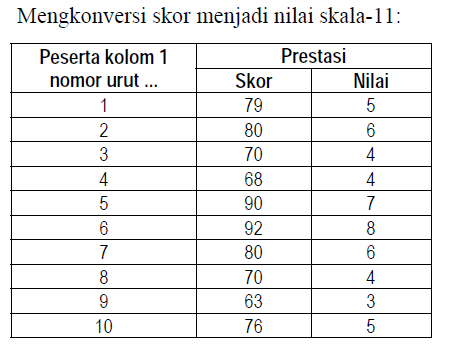 Mengkonversi skor menjadi nilai skala-11:
Peserta kolom 1 Prestasi
nomor urut ... Skor Nilai
1 79 5
2 80 6
3 70 4
4 68 4
5 90 7
6 92 8
7 80 6
8 70 4
9 63 3
10 76 5